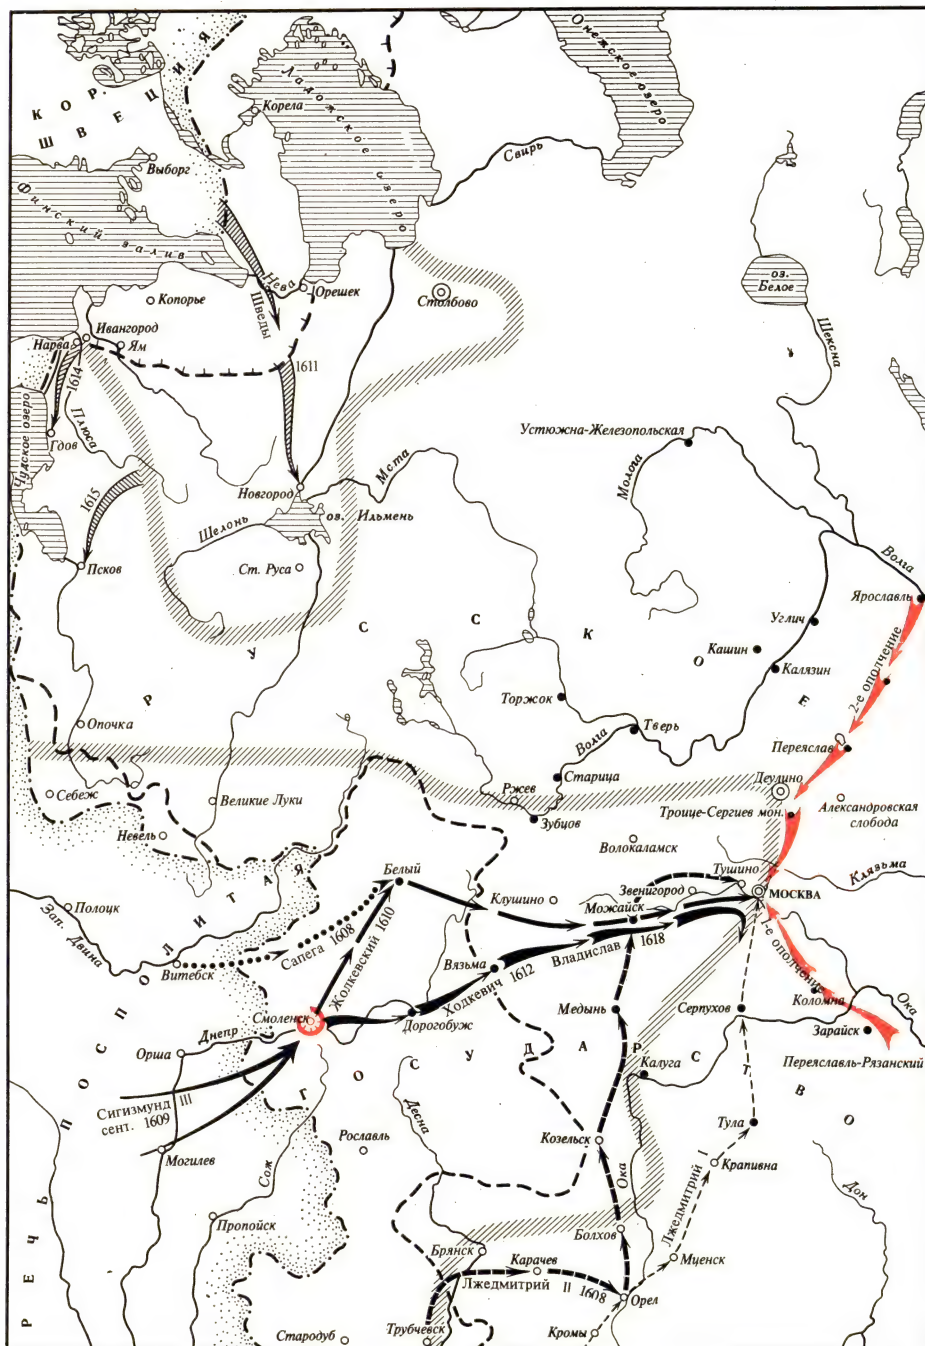 КОР.
ШВЕЦИЯ
Выборг
Корела
Ладожское озеро
Онежское озеро
Свирь
Финский залив
оз.
Белое
Шексна
Копорье
Нева
Орешек
Столбово
Шведы
1611
Ивангород
Нарва
Ям
1614
Чудское озеро
Гдов
Плюса
1615
Псков
Новгород
оз. Ильмень
Мста
Шелонь
Ст. Руса
Устюжна-Железопольская
Молога
Волга
Ярославль
Углич
Кашин
Калязин
2-е ополчение
РУССКОЕ
Торжок
Тверь
Волга
Старица
Ржев
Зубцов
Переяслав
Деулино
Троице-Сергиев мон.
Александровская
слобода
Опочка
Себеж
Великие Луки
Невель
Волоколамск
Тушино
Звенигород
МОСКВА
Клязьма
Белый
Клушино
Можайск
Полоцк
Зап. Двина
Витебск
Сапега 1608
Жолкевский 1610
Вязьма
Ходкевич 1612
Владислав 1618
1-е ополчение
Коломна
Ока
Зарайск
Переяславль-Рязанский
Смоленск
Дорогобуж
Медынь
Серпухов
Днепр
Орша
ГОСУДАРСТВО
Калуга
Сигизмунд III
сент. 1609
Десна
Рославль
Могилев
Сож
Козельск
Ока
Тула
Крапивна
Лжедмитрий I
Дон
Пропойск
Болхов
Мценск
Брянск
Карачев
Лжедмитрий II 1608
Орел
Кромы
Трубчевск
Стародуб
РЕЧЬ
ПОСПОЛИТАЯ